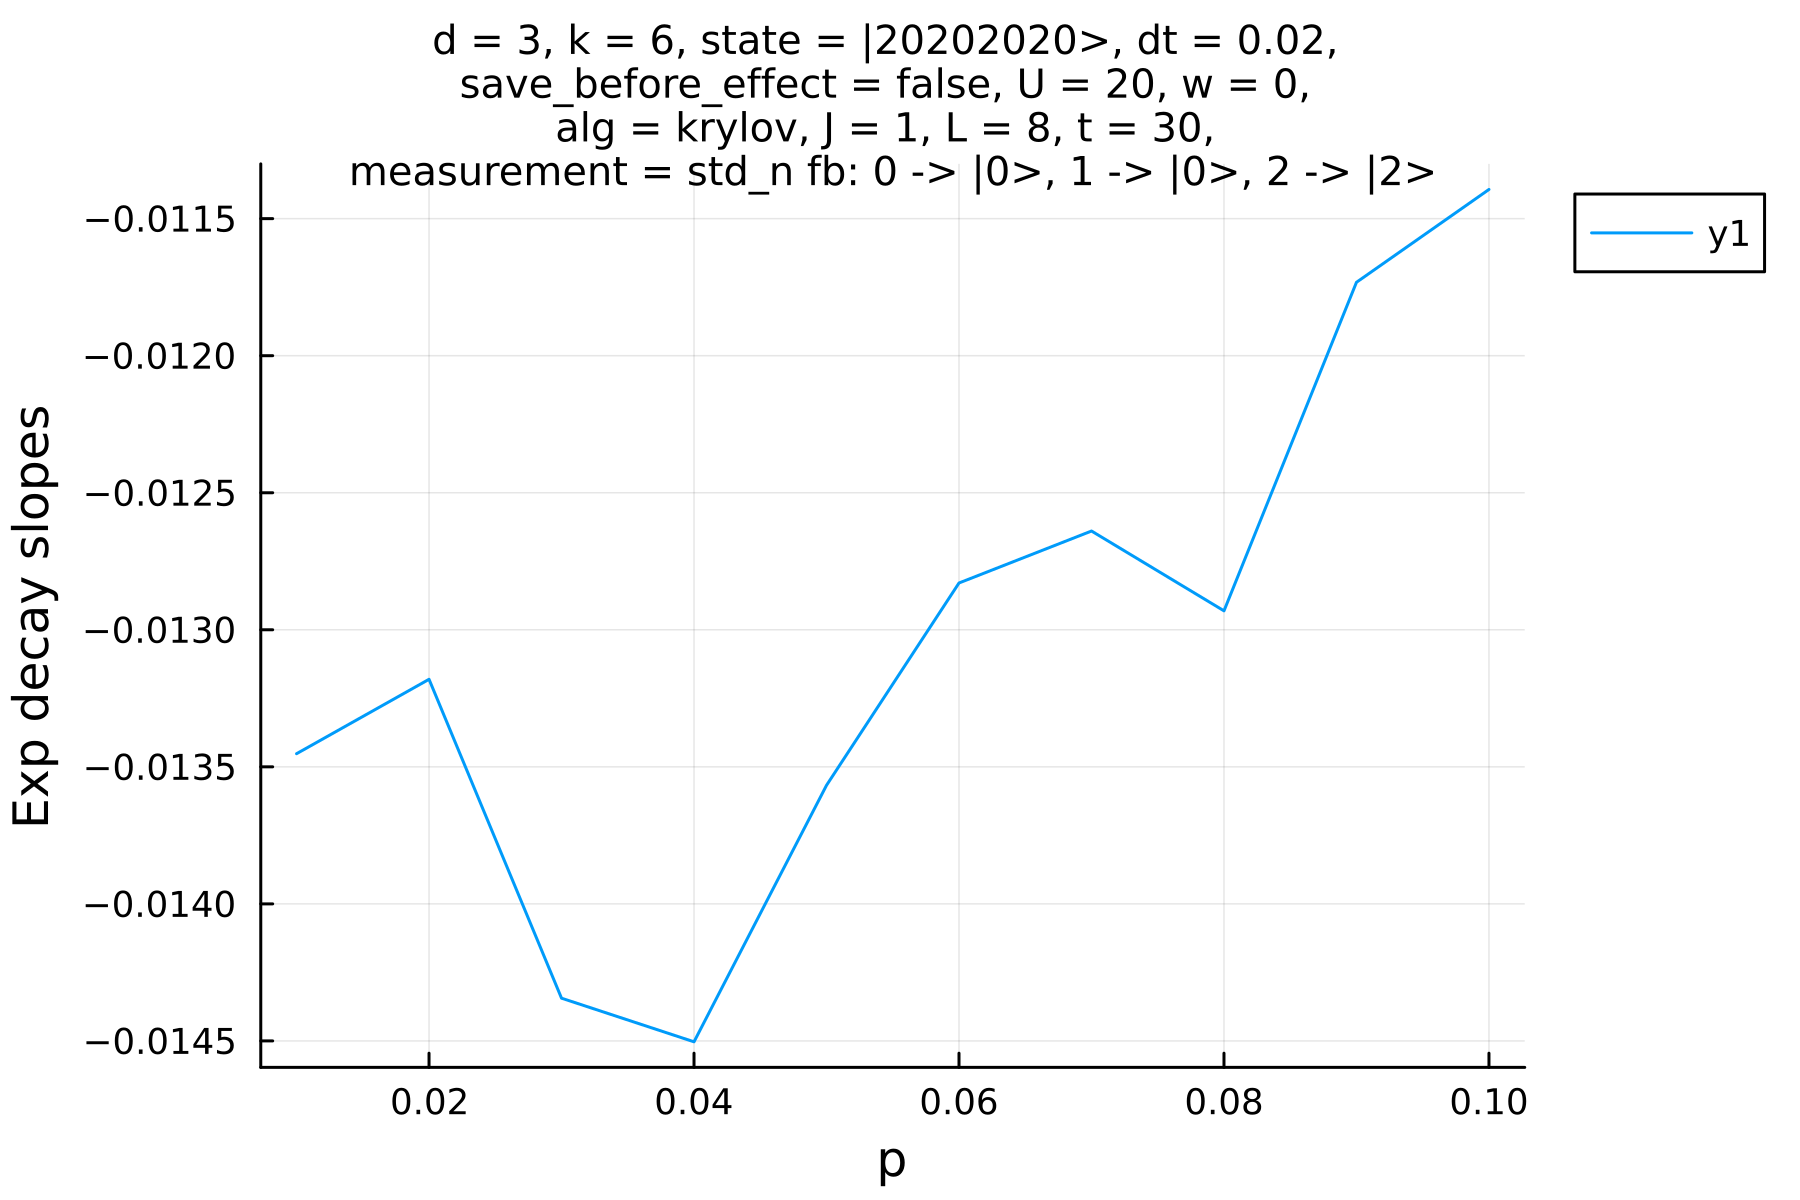 d = 3, k = 6, state = |20202020>, dt = 0.02,
save_before_effect = false, U = 20, w = 0,
alg = krylov, J = 1, L = 8, t = 30,
measurement = std_n fb: 0 -> |0>, 1 -> |0>, 2 -> |2>
y1
Exp decay slopes
−0.0115
−0.0120
−0.0125
−0.0130
−0.0135
−0.0140
−0.0145
0.02 0.04 0.06 0.08 0.10
p